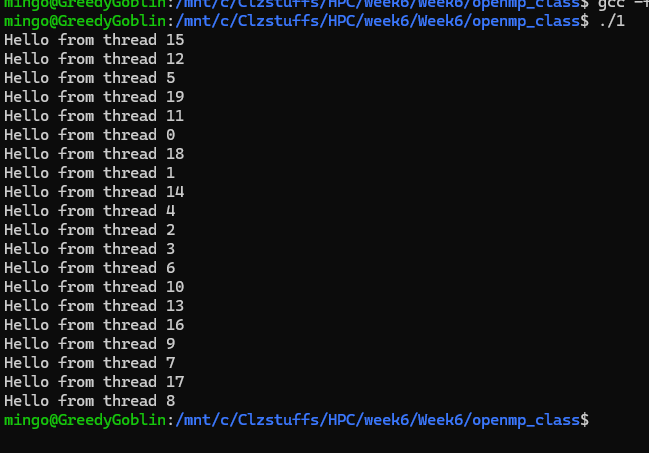 mingo@GreedyGoblin:/mnt/c/Clzstuffs/HPC/week6/Week6/openmp_class$ gcc
mingo@GreedyGoblin:/mnt/c/Clzstuffs/HPC/week6/Week6/openmp_class$ ./1
Hello from thread 15
Hello from thread 12
Hello from thread 5
Hello from thread 19
Hello from thread 11
Hello from thread 0
Hello from thread 18
Hello from thread 1
Hello from thread 14
Hello from thread 4
Hello from thread 2
Hello from thread 3
Hello from thread 6
Hello from thread 10
Hello from thread 13
Hello from thread 16
Hello from thread 9
Hello from thread 7
Hello from thread 17
Hello from thread 8
mingo@GreedyGoblin:/mnt/c/Clzstuffs/HPC/week6/Week6/openmp_class$